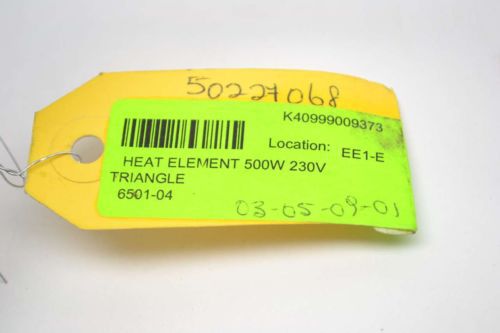 50227068
K40999009373
Location: EE1-E
HEAT ELEMENT 500W 230V
TRIANGLE
6501-04
03-05-09-01